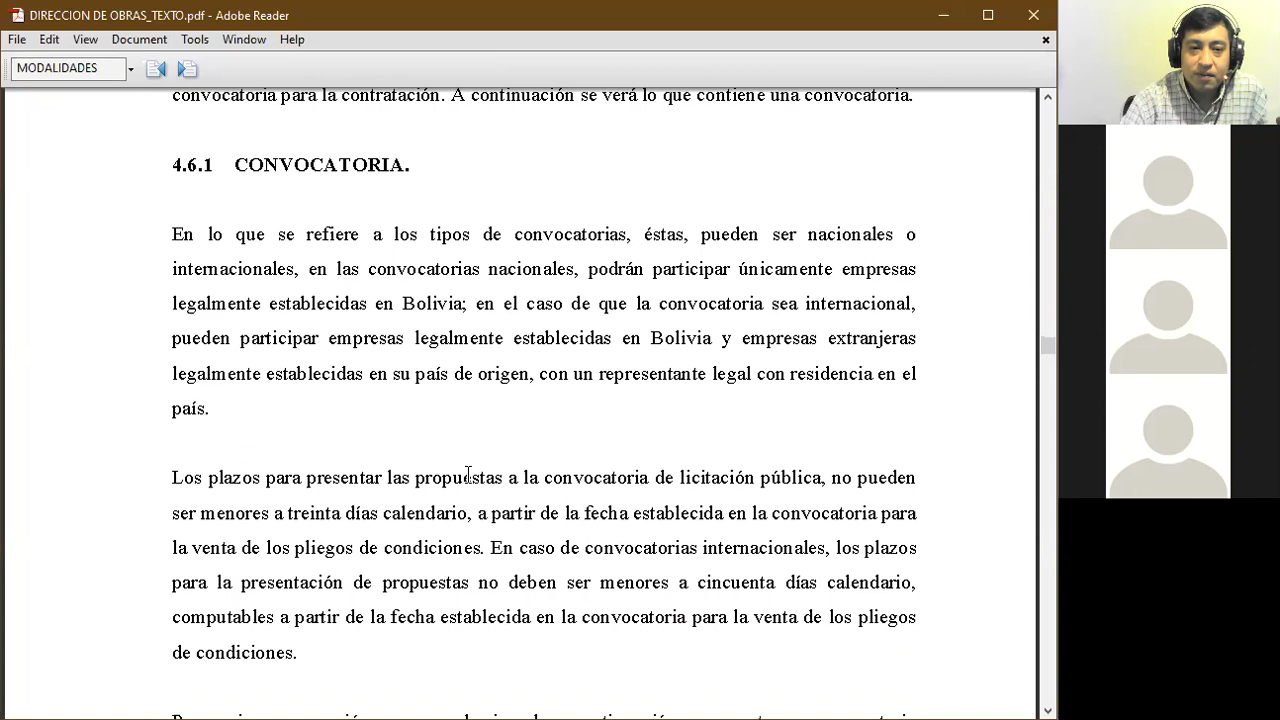 DIRECCION DE OBRAS_TEXTO.pdf - Adobe Reader
File Edit View Document Tools Window Help
MODALIDADES
convocatoria para la contratación. A continuación se verá lo que contiene una convocatoria.
4.6.1 CONVOCATORIA.
En lo que se refiere a los tipos de convocatorias, éstas, pueden ser nacionales o
internacionales, en las convocatorias nacionales, podrán participar únicamente empresas
legalmente establecidas en Bolivia; en el caso de que la convocatoria sea internacional,
pueden participar empresas legalmente establecidas en Bolivia y empresas extranjeras
legalmente establecidas en su país de origen, con un representante legal con residencia en el
país.
Los plazos para presentar las propuestas a la convocatoria de licitación pública, no pueden
ser menores a treinta días calendario, a partir de la fecha establecida en la convocatoria para
la venta de los pliegos de condiciones. En caso de convocatorias internacionales, los plazos
para la presentación de propuestas no deben ser menores a cincuenta días calendario,
computables a partir de la fecha establecida en la convocatoria para la venta de los pliegos
de condiciones.